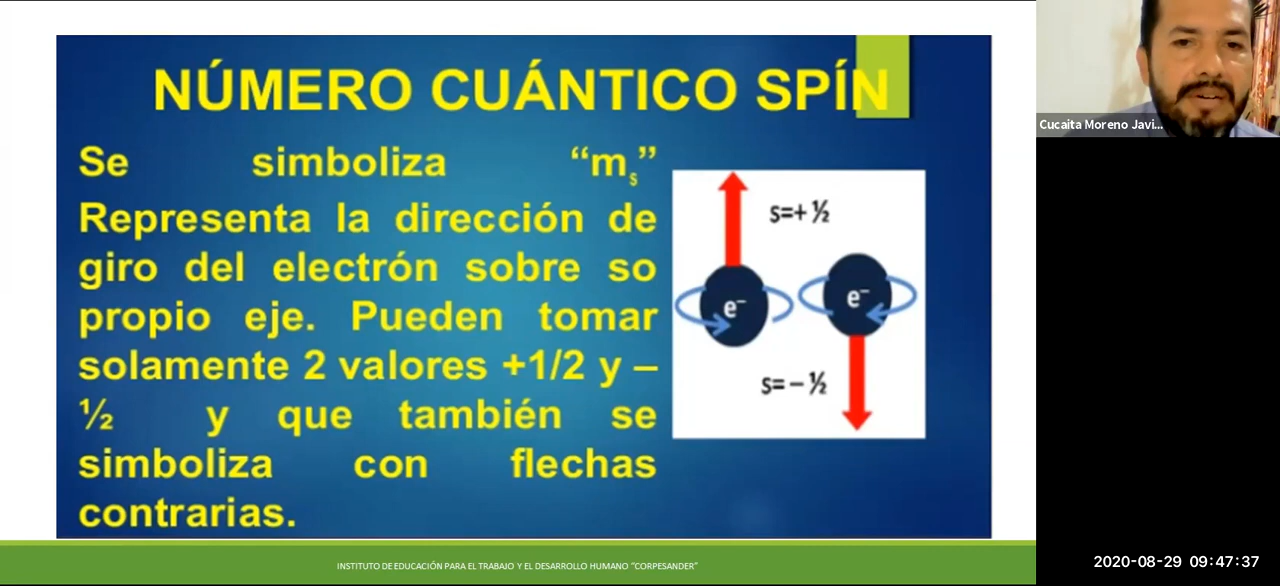 NÚMERO CUÁNTICO SPÍN
Se simboliza “ms”
Representa la dirección de
giro del electrón sobre so
propio eje. Pueden tomar
solamente 2 valores +1/2 y –
½ y que también se
simboliza con flechas
contrarias.
s=+ ½
e⁻
e⁻
s= – ½
INSTITUTO DE EDUCACIÓN PARA EL TRABAJO Y EL DESARROLLO HUMANO “CORPESANDER”
Cucaita Moreno Javi...
2020-08-29 09:47:37